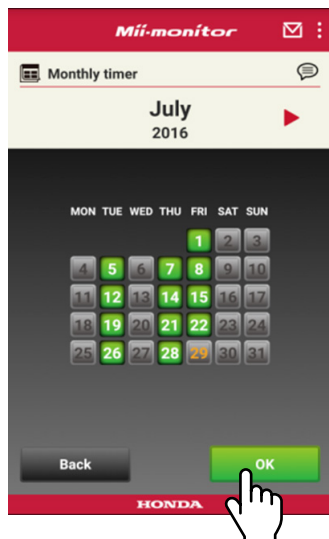 Mii-monitor
Monthly timer
July
2016
MON TUE WED THU FRI SAT SUN
1 2 3
4 5 6 7 8 9 10
11 12 13 14 15 16 17
18 19 20 21 22 23 24
25 26 27 28 29 30 31
Back OK
HONDA